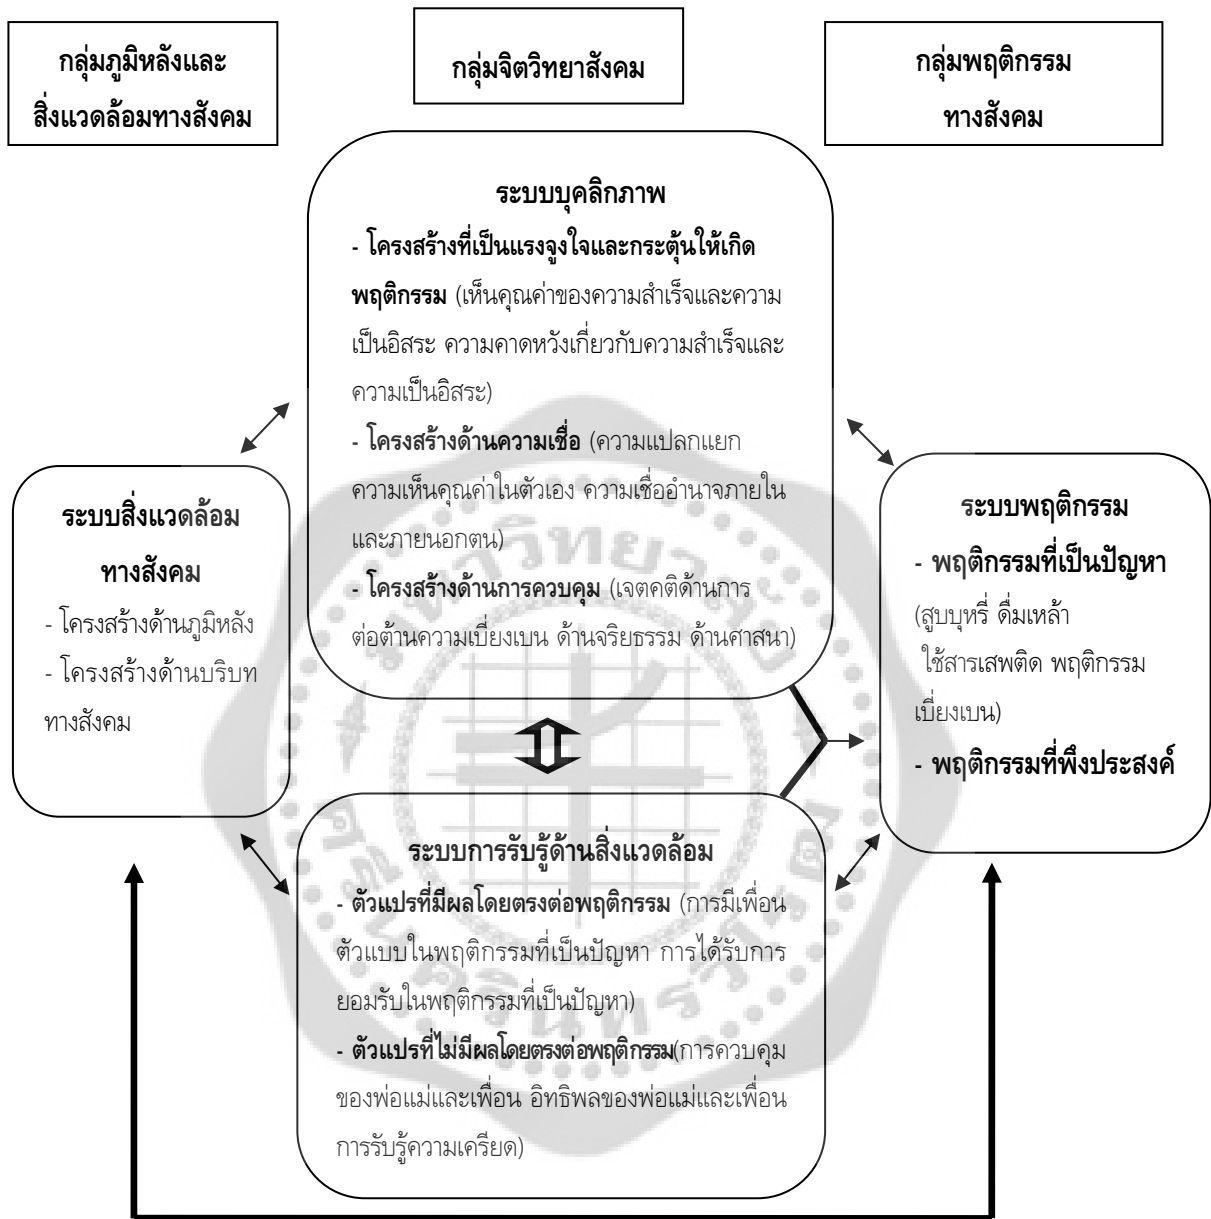 กลุ่มภูมิหลังและ
สิ่งแวดล้อมทางสังคม
กลุ่มจิตวิทยาสังคม
กลุ่มพฤติกรรม
ทางสังคม
ระบบบุคลิกภาพ
- โครงสร้างที่เป็นแรงจูงใจและกระตุ้นให้เกิด
พฤติกรรม (เห็นคุณค่าของความสำเร็จและความ
เป็นอิสระ ความคาดหวังเกี่ยวกับความสำเร็จและ
ความเป็นอิสระ)
- โครงสร้างด้านความเชื่อ (ความแปลกแยก
ความเห็นคุณค่าในตัวเอง ความเชื่ออำนาจภายใน
และภายนอกตน)
- โครงสร้างด้านการควบคุม (เจตคติด้านการ
ต่อต้านความเบี่ยงเบน ด้านจริยธรรม ด้านศาสนา)
ระบบสิ่งแวดล้อม
ทางสังคม
- โครงสร้างด้านภูมิหลัง
- โครงสร้างด้านบริบท
ทางสังคม
ระบบพฤติกรรม
- พฤติกรรมที่เป็นปัญหา
(สูบบุหรี่ ดื่มเหล้า
ใช้สารเสพติด พฤติกรรม
เบี่ยงเบน)
- พฤติกรรมที่พึงประสงค์
ระบบการรับรู้ด้านสิ่งแวดล้อม
- ตัวแปรที่มีผลโดยตรงต่อพฤติกรรม (การมีเพื่อน
ตัวแบบในพฤติกรรมที่เป็นปัญหา การได้รับการ
ยอมรับในพฤติกรรมที่เป็นปัญหา)
- ตัวแปรที่ไม่มีผลโดยตรงต่อพฤติกรรม(การควบคุม
ของพ่อแม่และเพื่อน อิทธิพลของพ่อแม่และเพื่อน
การรับรู้ความเครียด)